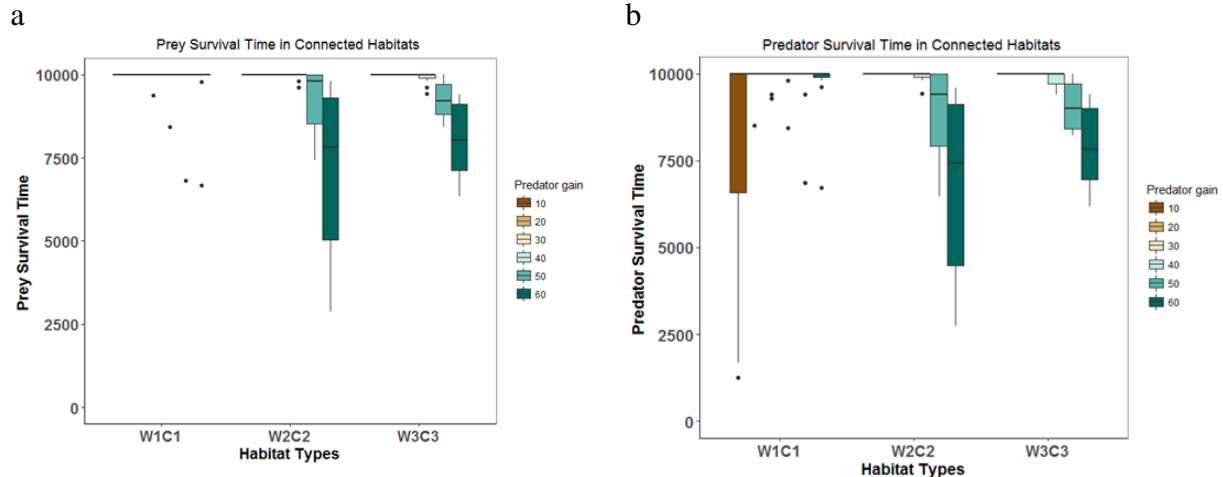 a
Prey Survival Time in Connected Habitats
Prey Survival Time
10000
7500
5000
2500
0
W1C1
W2C2
W3C3
Habitat Types
Predator gain
10
20
30
40
50
60
b
Predator Survival Time in Connected Habitats
Predator Survival Time
10000
7500
5000
2500
0
W1C1
W2C2
W3C3
Habitat Types
Predator gain
10
20
30
40
50
60